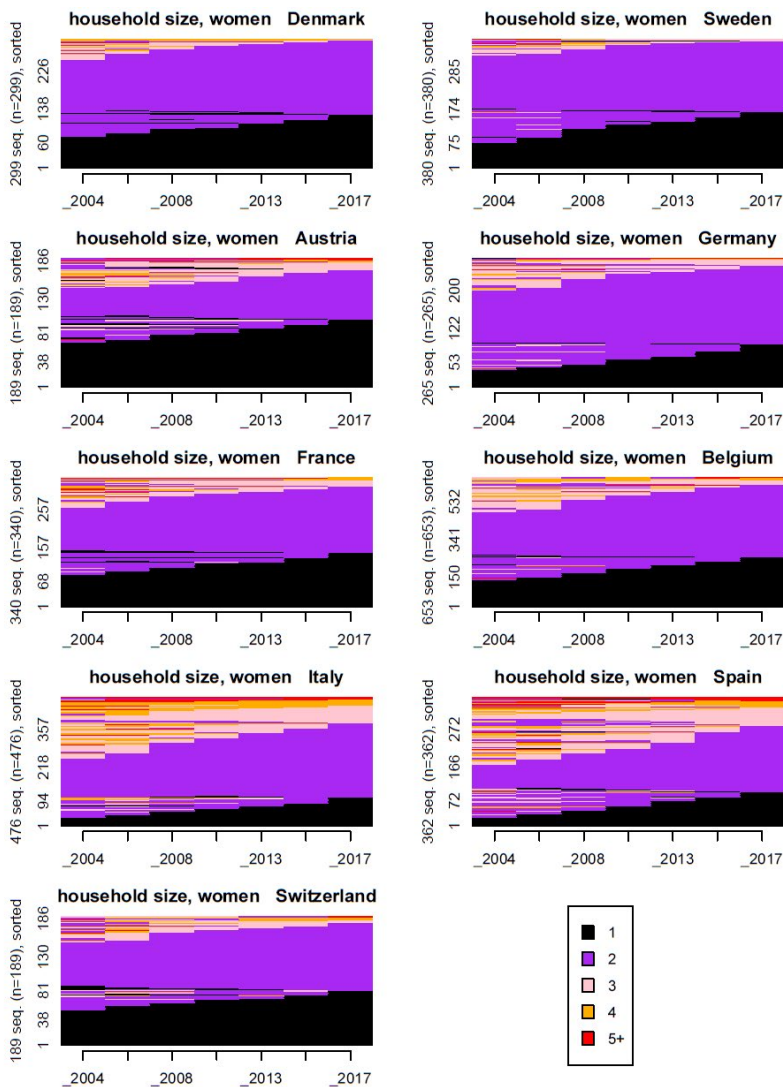 household size, women Denmark
299 seq. (n=299), sorted
1 60 138 226
_2004 _2008 _2013 _2017
household size, women Sweden
380 seq. (n=380), sorted
1 75 174 285
_2004 _2008 _2013 _2017
household size, women Austria
189 seq. (n=189), sorted
1 38 81 130 186
_2004 _2008 _2013 _2017
household size, women Germany
265 seq. (n=265), sorted
1 53 122 200
_2004 _2008 _2013 _2017
household size, women France
340 seq. (n=340), sorted
1 68 157 257
_2004 _2008 _2013 _2017
household size, women Belgium
653 seq. (n=653), sorted
1 150 341 532
_2004 _2008 _2013 _2017
household size, women Italy
476 seq. (n=476), sorted
1 94 218 357
_2004 _2008 _2013 _2017
household size, women Spain
362 seq. (n=362), sorted
1 72 166 272
_2004 _2008 _2013 _2017
household size, women Switzerland
189 seq. (n=189), sorted
1 38 81 130 186
_2004 _2008 _2013 _2017
1
2
3
4
5+